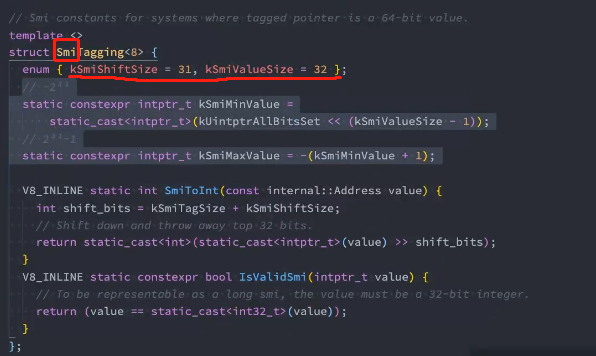 // Smi constants for systems where tagged pointer is a 64-bit value.
template <>
struct SmiTagging<8> {
  enum { kSmiShiftSize = 31, kSmiValueSize = 32 };
  // -2³¹
  static constexpr intptr_t kSmiMinValue =
      static_cast<intptr_t>(kUintptrAllBitsSet << (kSmiValueSize - 1));
  // 2³¹-1
  static constexpr intptr_t kSmiMaxValue = -(kSmiMinValue + 1);

  V8_INLINE static int SmiToInt(const internal::Address value) {
    int shift_bits = kSmiTagSize + kSmiShiftSize;
    // Shift down and throw away top 32 bits.
    return static_cast<int>(static_cast<intptr_t>(value) >> shift_bits);
  }
  V8_INLINE static constexpr bool IsValidSmi(intptr_t value) {
    // To be representable as a long smi, the value must be a 32-bit integer.
    return (value == static_cast<int32_t>(value));
  }
};